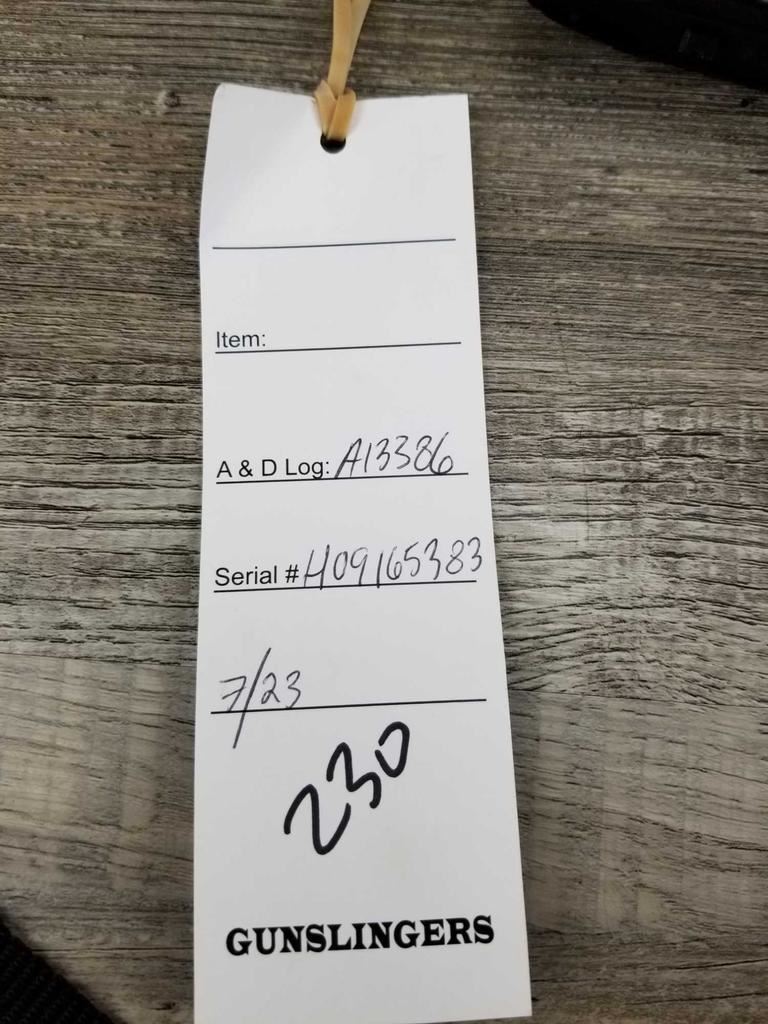 Item:
A & D Log: A13386
Serial # H09165383
7/23
230
GUNSLINGERS